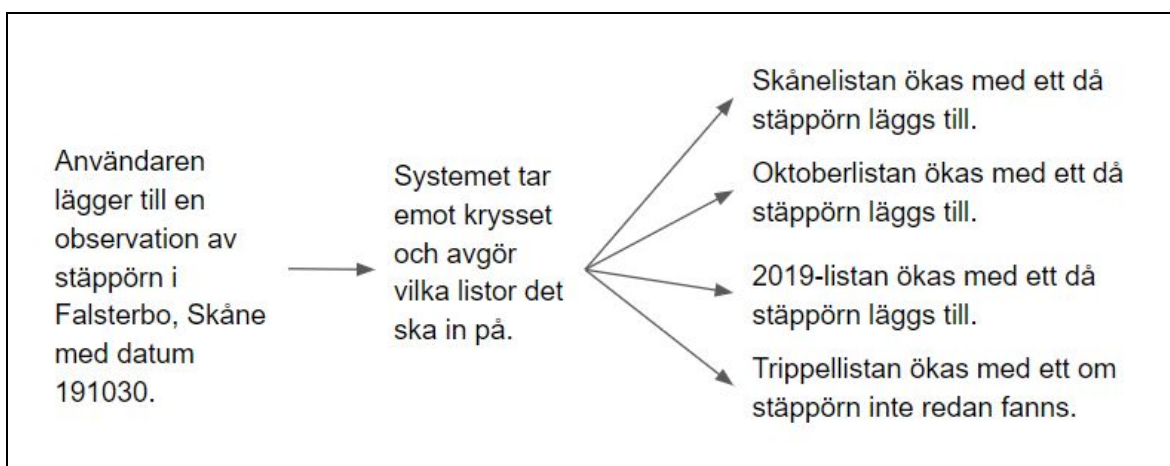 Användaren
lägger till en
observation av
stäppörn i
Falsterbo, Skåne
med datum
191030.
Systemet tar
emot krysset
och avgör
vilka listor det
ska in på.
Skånelistan ökas med ett då
stäppörn läggs till.
Oktoberlistan ökas med ett då
stäppörn läggs till.
2019-listan ökas med ett då
stäppörn läggs till.
Trippellistan ökas med ett om
stäppörn inte redan fanns.